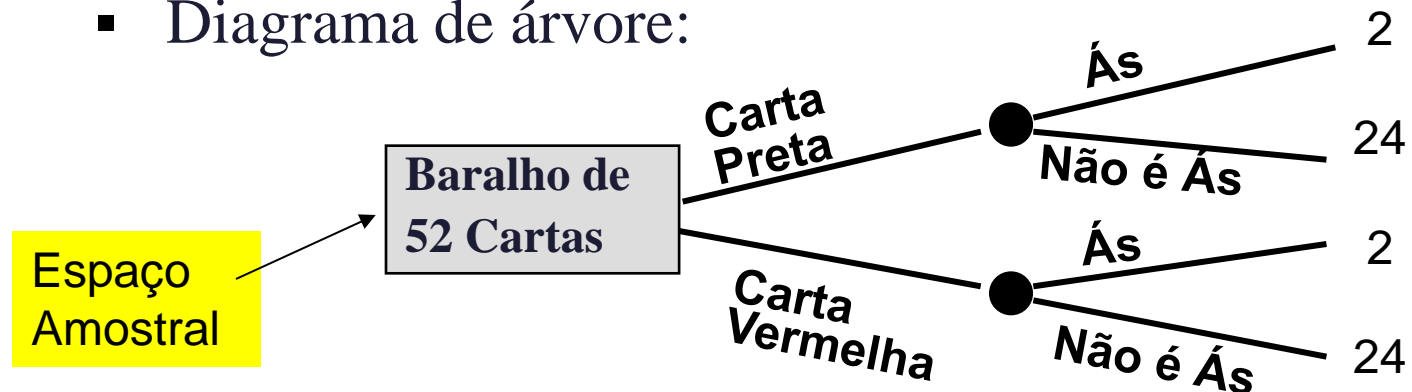 ▪ Diagrama de árvore:
Espaço
Amostral
Baralho de
52 Cartas
Carta
Preta
Ás
2
Não é Ás
24
Carta
Vermelha
Ás
2
Não é Ás
24